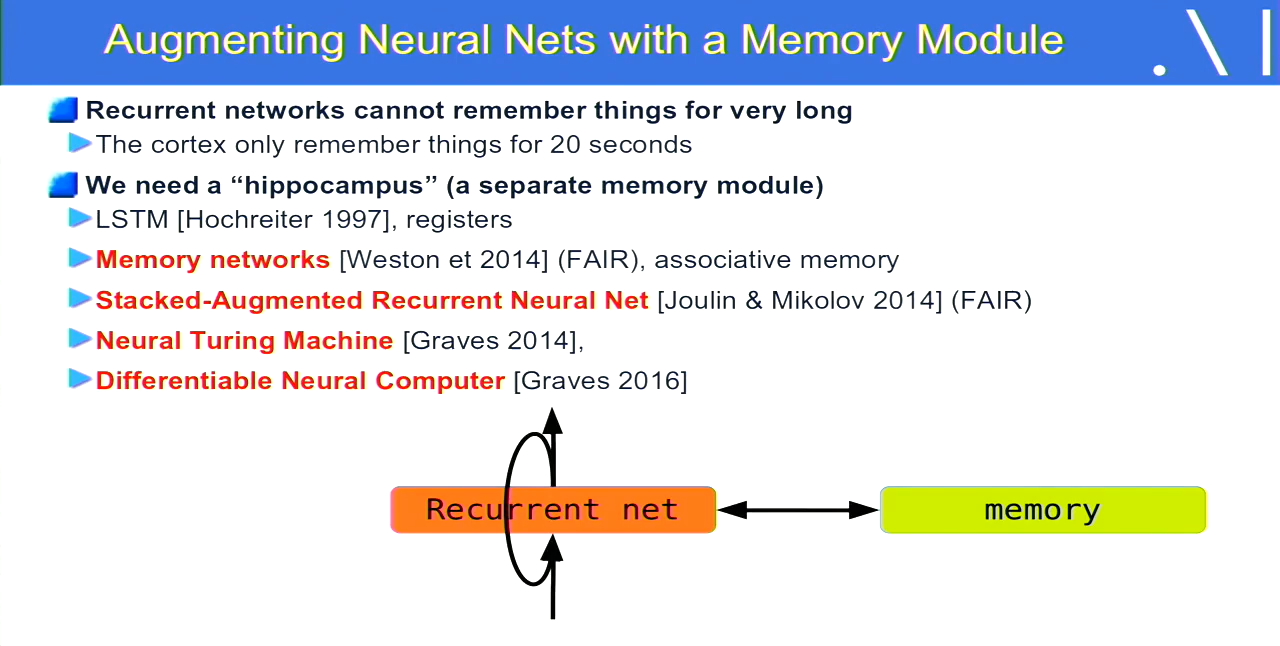 Augmenting Neural Nets with a Memory Module
Recurrent networks cannot remember things for very long
The cortex only remember things for 20 seconds
We need a “hippocampus” (a separate memory module)
LSTM [Hochreiter 1997], registers
Memory networks [Weston et 2014] (FAIR), associative memory
Stacked-Augmented Recurrent Neural Net [Joulin & Mikolov 2014] (FAIR)
Neural Turing Machine [Graves 2014],
Differentiable Neural Computer [Graves 2016]
Recurrent net
memory